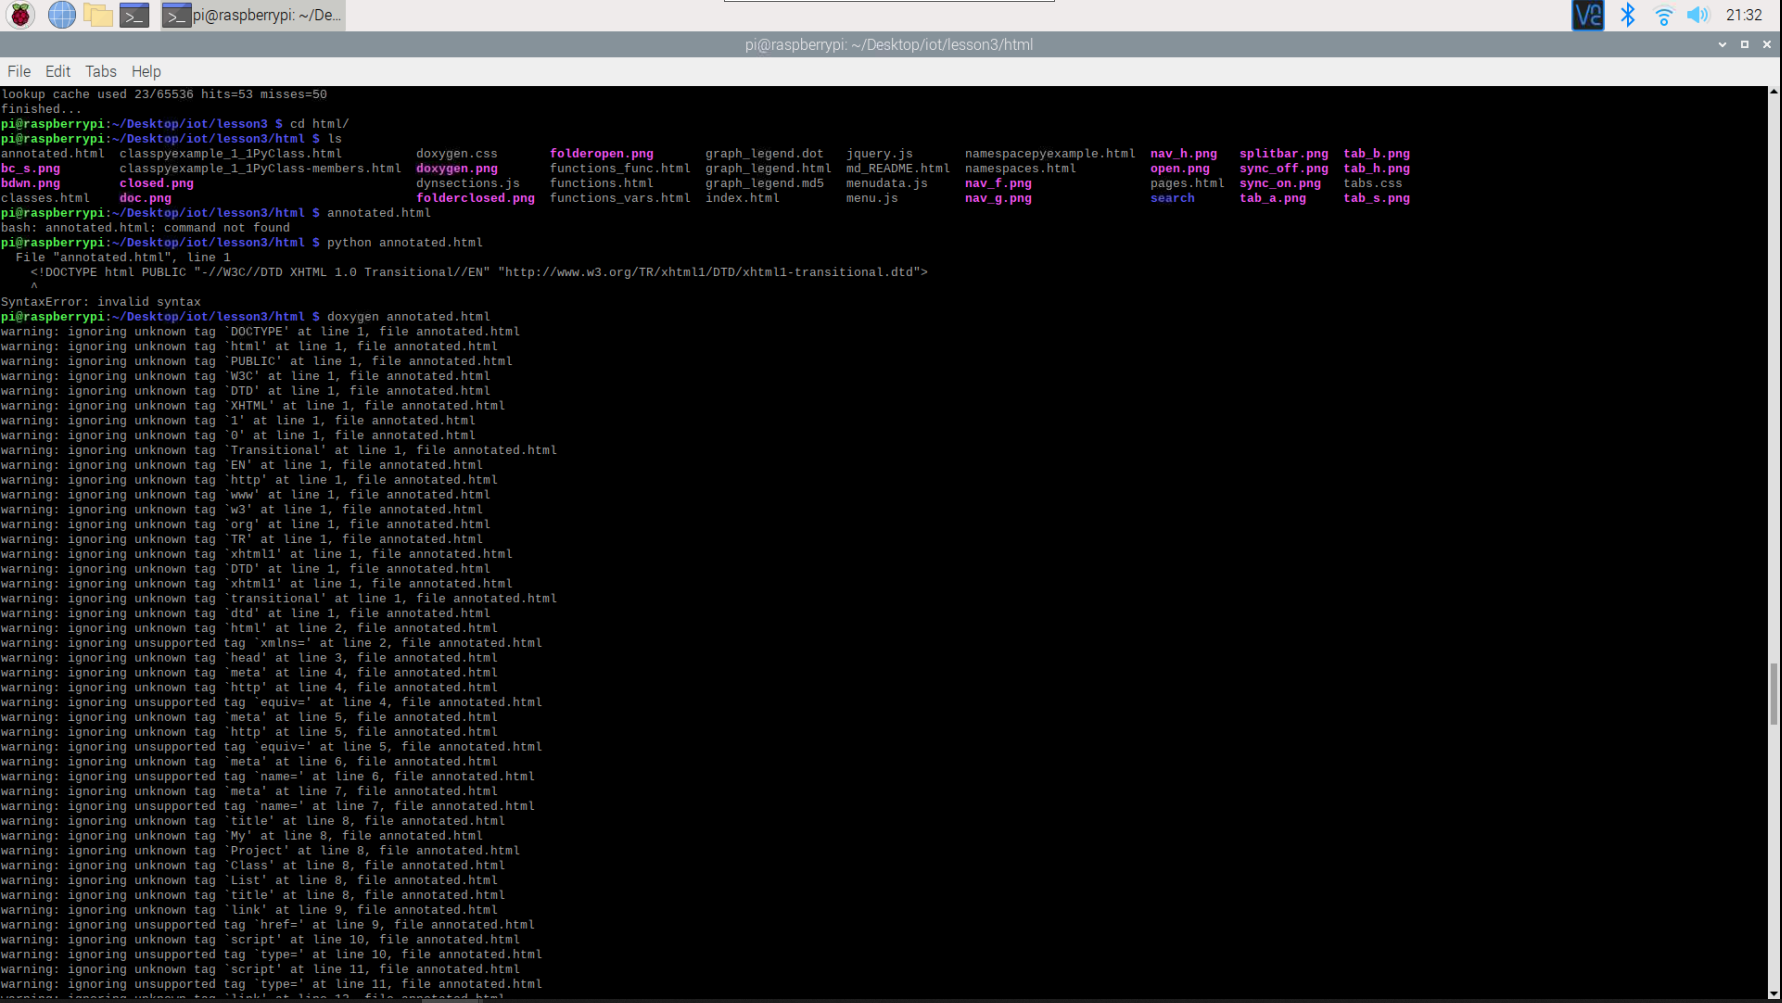 pi@raspberrypi: ~/De...
21:32
pi@raspberrypi: ~/Desktop/iot/lesson3/html
File Edit Tabs Help
lookup cache used 23/65536 hits=53 misses=50
finished...
pi@raspberrypi:~/Desktop/iot/lesson3 $ cd html/
pi@raspberrypi:~/Desktop/iot/lesson3/html $ ls
annotated.html classpyexample_1_1PyClass.html doxygen.css folderopen.png graph_legend.dot jquery.js namespacepyexample.html nav_h.png splitbar.png tab_b.png
bc_s.png classpyexample_1_1PyClass-members.html doxygen.png functions_func.html graph_legend.html md_README.html namespaces.html open.png sync_off.png tab_h.png
bdwn.png closed.png dynsections.js functions.html graph_legend.md5 menudata.js nav_f.png pages.html sync_on.png tabs.css
classes.html doc.png folderclosed.png functions_vars.html index.html menu.js nav_g.png search tab_a.png tab_s.png
pi@raspberrypi:~/Desktop/iot/lesson3/html $ annotated.html
bash: annotated.html: command not found
pi@raspberrypi:~/Desktop/iot/lesson3/html $ python annotated.html
File "annotated.html", line 1
<!DOCTYPE html PUBLIC "-//W3C//DTD XHTML 1.0 Transitional//EN" "http://www.w3.org/TR/xhtml1/DTD/xhtml1-transitional.dtd">
^
SyntaxError: invalid syntax
pi@raspberrypi:~/Desktop/iot/lesson3/html $ doxygen annotated.html
warning: ignoring unknown tag `DOCTYPE' at line 1, file annotated.html
warning: ignoring unknown tag `html' at line 1, file annotated.html
warning: ignoring unknown tag `PUBLIC' at line 1, file annotated.html
warning: ignoring unknown tag `W3C' at line 1, file annotated.html
warning: ignoring unknown tag `DTD' at line 1, file annotated.html
warning: ignoring unknown tag `XHTML' at line 1, file annotated.html
warning: ignoring unknown tag `1' at line 1, file annotated.html
warning: ignoring unknown tag `0' at line 1, file annotated.html
warning: ignoring unknown tag `Transitional' at line 1, file annotated.html
warning: ignoring unknown tag `EN' at line 1, file annotated.html
warning: ignoring unknown tag `http' at line 1, file annotated.html
warning: ignoring unknown tag `www' at line 1, file annotated.html
warning: ignoring unknown tag `w3' at line 1, file annotated.html
warning: ignoring unknown tag `org' at line 1, file annotated.html
warning: ignoring unknown tag `TR' at line 1, file annotated.html
warning: ignoring unknown tag `xhtml1' at line 1, file annotated.html
warning: ignoring unknown tag `DTD' at line 1, file annotated.html
warning: ignoring unknown tag `xhtml1' at line 1, file annotated.html
warning: ignoring unknown tag `transitional' at line 1, file annotated.html
warning: ignoring unknown tag `dtd' at line 1, file annotated.html
warning: ignoring unknown tag `html' at line 2, file annotated.html
warning: ignoring unsupported tag `xmlns=' at line 2, file annotated.html
warning: ignoring unknown tag `head' at line 3, file annotated.html
warning: ignoring unknown tag `meta' at line 4, file annotated.html
warning: ignoring unknown tag `http' at line 4, file annotated.html
warning: ignoring unsupported tag `equiv=' at line 4, file annotated.html
warning: ignoring unknown tag `meta' at line 5, file annotated.html
warning: ignoring unknown tag `http' at line 5, file annotated.html
warning: ignoring unsupported tag `equiv=' at line 5, file annotated.html
warning: ignoring unknown tag `meta' at line 6, file annotated.html
warning: ignoring unsupported tag `name=' at line 6, file annotated.html
warning: ignoring unknown tag `meta' at line 7, file annotated.html
warning: ignoring unsupported tag `name=' at line 7, file annotated.html
warning: ignoring unknown tag `title' at line 8, file annotated.html
warning: ignoring unknown tag `My' at line 8, file annotated.html
warning: ignoring unknown tag `Project' at line 8, file annotated.html
warning: ignoring unknown tag `Class' at line 8, file annotated.html
warning: ignoring unknown tag `List' at line 8, file annotated.html
warning: ignoring unknown tag `title' at line 8, file annotated.html
warning: ignoring unknown tag `link' at line 9, file annotated.html
warning: ignoring unsupported tag `href=' at line 9, file annotated.html
warning: ignoring unknown tag `script' at line 10, file annotated.html
warning: ignoring unsupported tag `type=' at line 10, file annotated.html
warning: ignoring unknown tag `script' at line 11, file annotated.html
warning: ignoring unsupported tag `type=' at line 11, file annotated.html